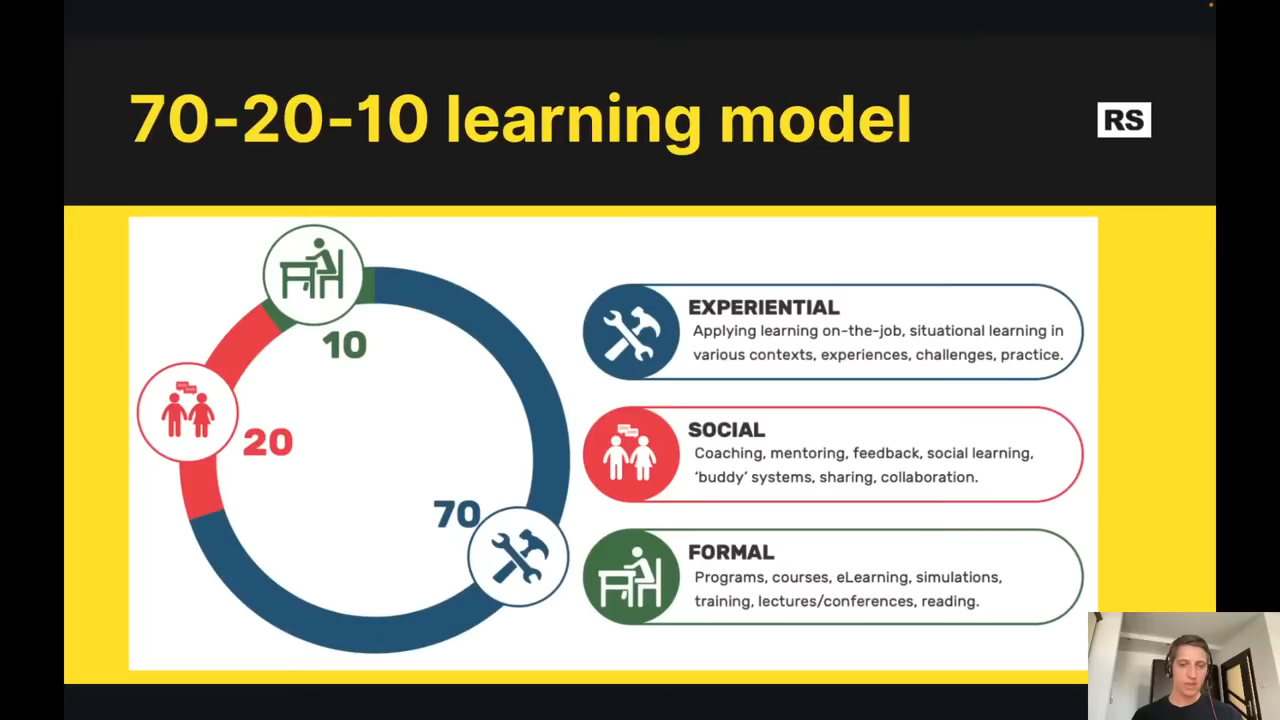 70-20-10 learning model
RS
10
20
70
EXPERIENTIAL
Applying learning on-the-job, situational learning in
various contexts, experiences, challenges, practice.
SOCIAL
Coaching, mentoring, feedback, social learning,
‘buddy’ systems, sharing, collaboration.
FORMAL
Programs, courses, eLearning, simulations,
training, lectures/conferences, reading.